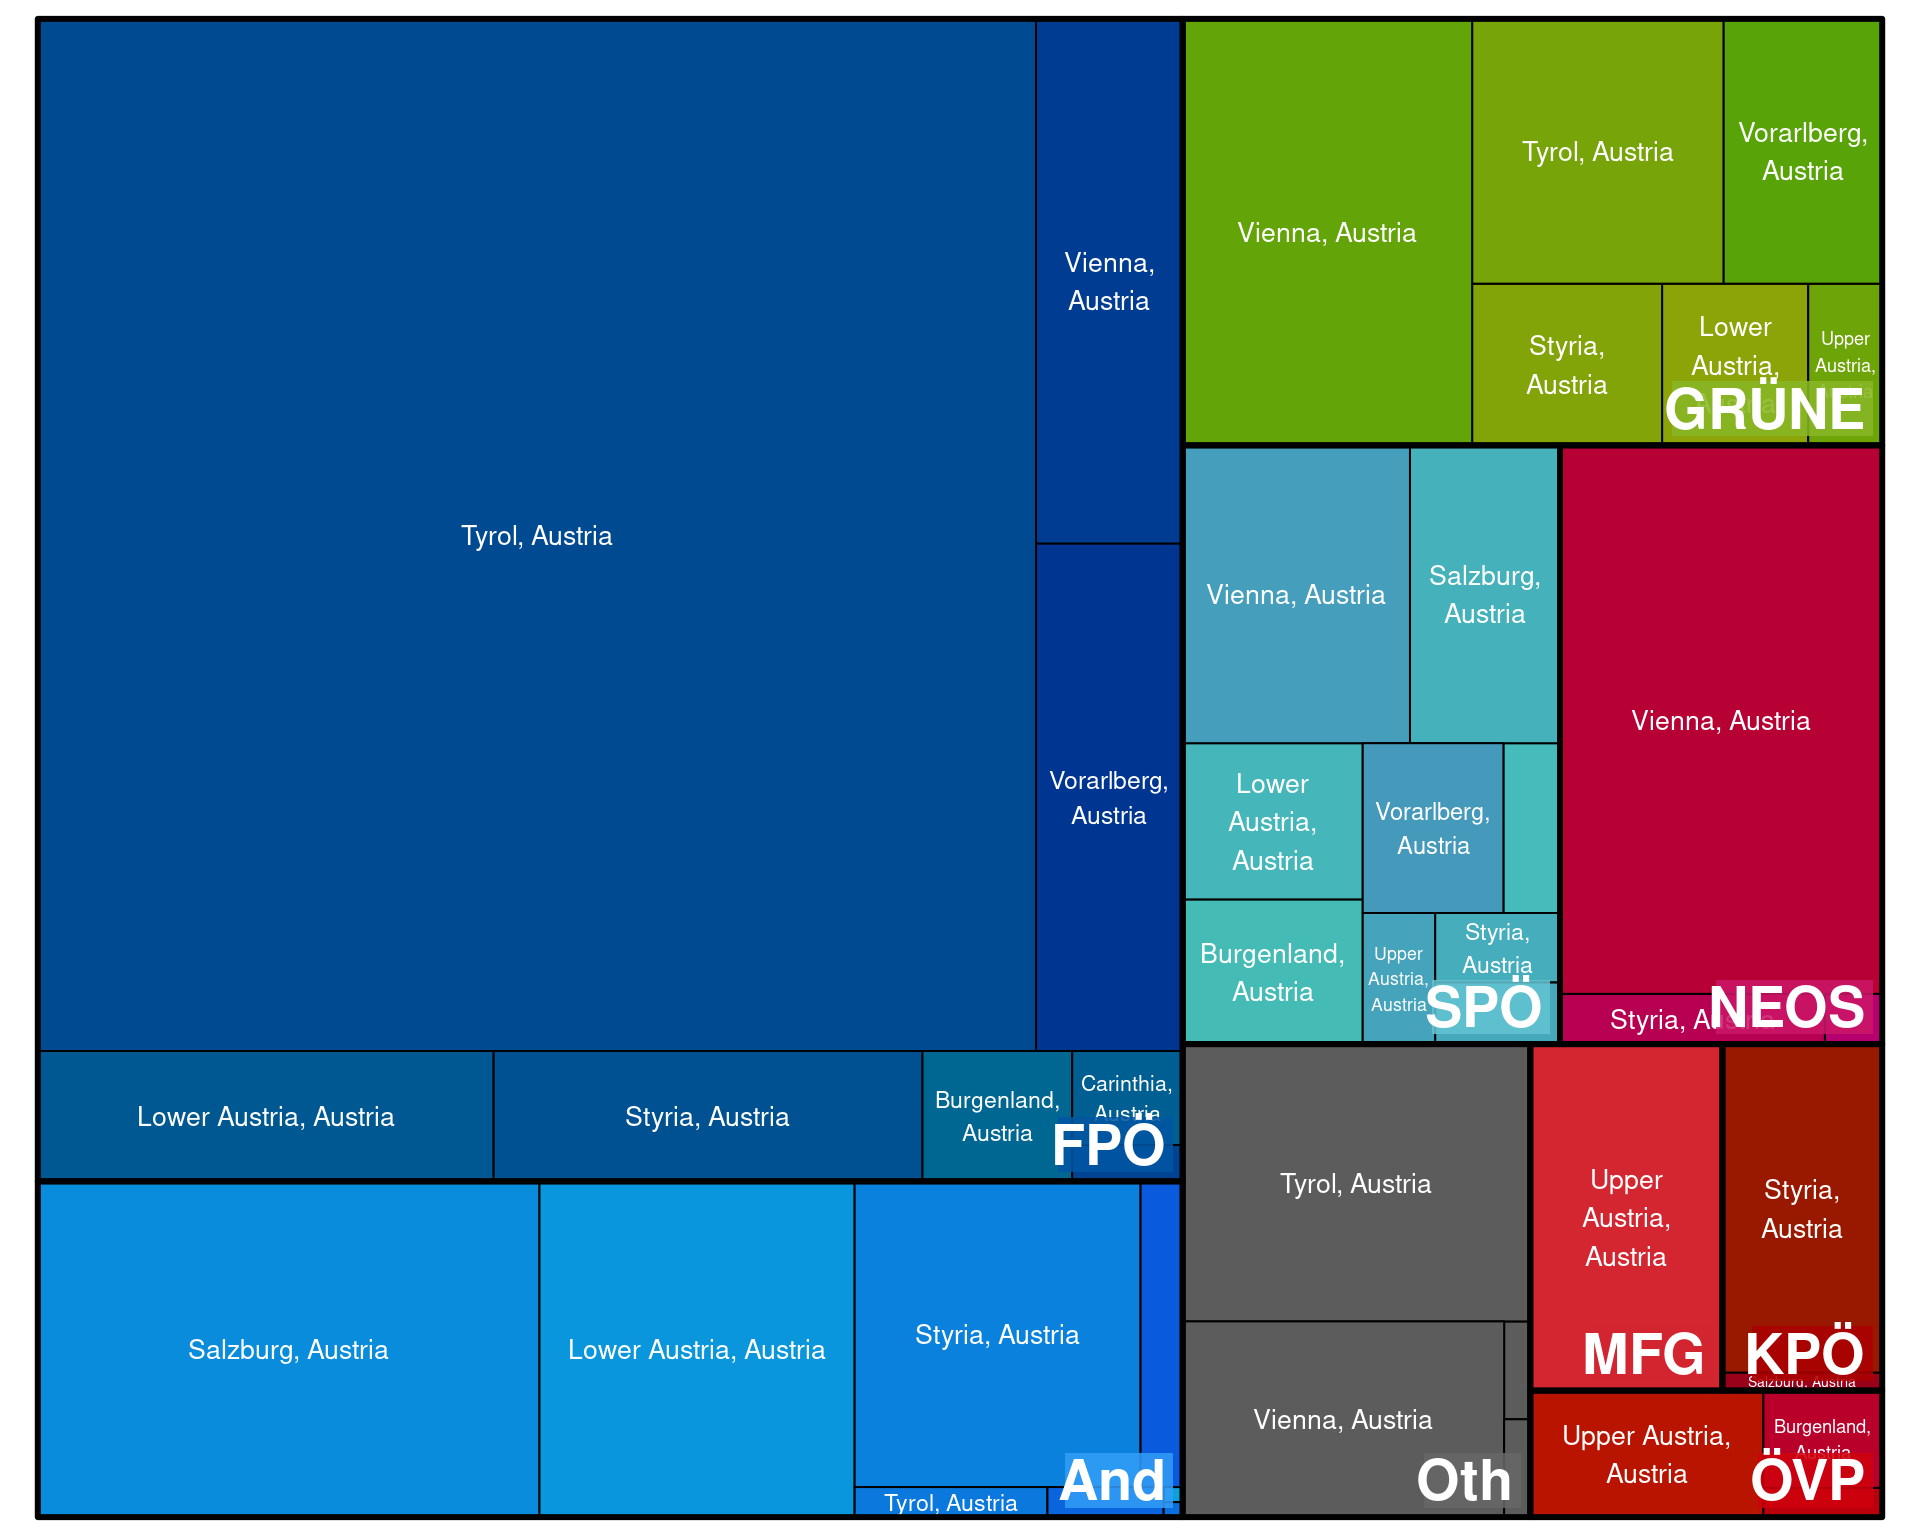 Tyrol, Austria
Vienna,
Austria
Vorarlberg,
Austria
Lower Austria, Austria
Styria, Austria
Burgenland,
Austria
Carinthia,
Austria
FPÖ
Salzburg, Austria
Lower Austria, Austria
Styria, Austria
Tyrol, Austria
And
Vienna, Austria
Tyrol, Austria
Vorarlberg,
Austria
Styria,
Austria
Lower
Austria,
Upper
Austria,
GRÜNE
Vienna, Austria
Salzburg,
Austria
Lower
Austria,
Austria
Vorarlberg,
Austria
Burgenland,
Austria
Upper
Austria,
Austria
Styria,
Austria
SPÖ
Vienna, Austria
Styria, Austria
NEOS
Tyrol, Austria
Vienna, Austria
Oth
Upper
Austria,
Austria
MFG
Styria,
Austria
Salzburg, Austria
KPÖ
Upper Austria,
Austria
Burgenland,
Austria
ÖVP